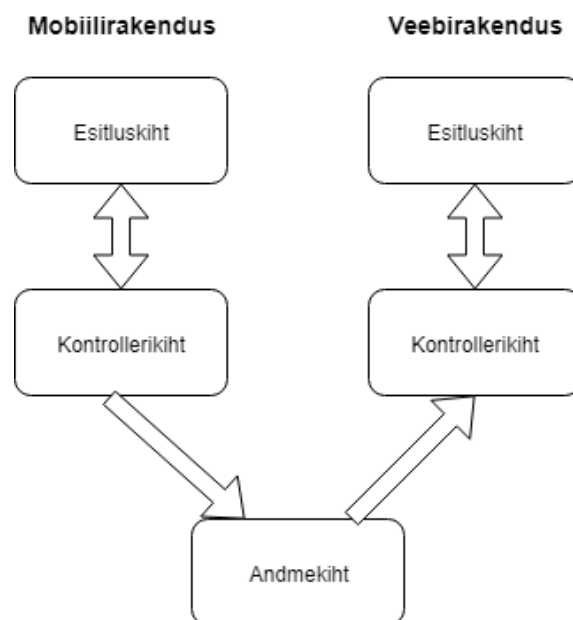 Mobiilirakendus
Veebirakendus
Esitluskiht
Esitluskiht
Kontrollerikiht
Kontrollerikiht
Andmekiht